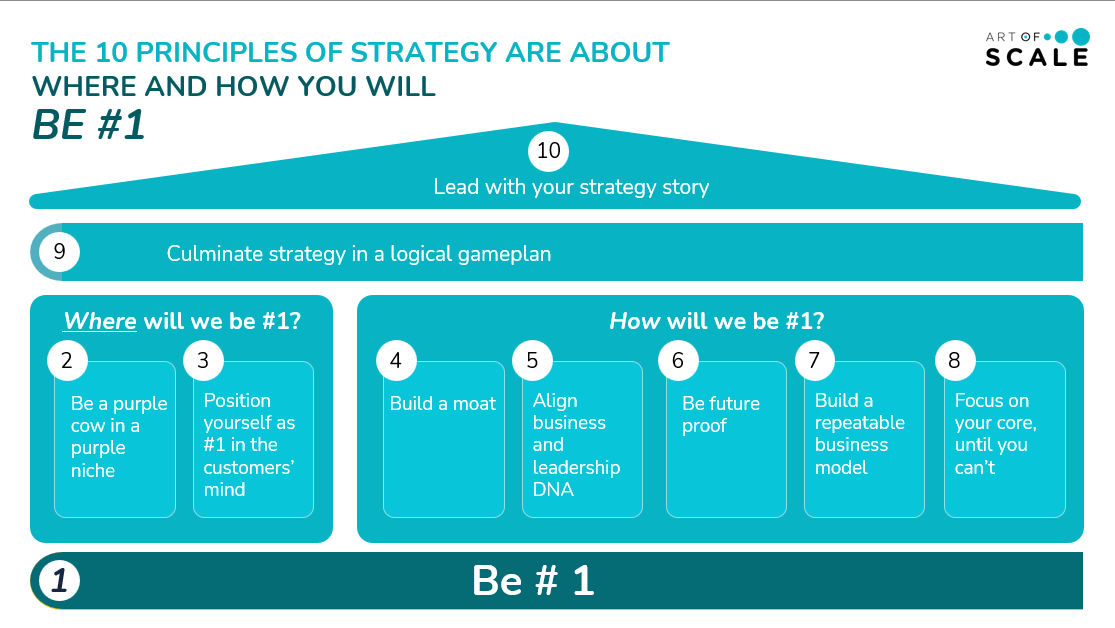 THE 10 PRINCIPLES OF STRATEGY ARE ABOUT
WHERE AND HOW YOU WILL
BE #1
ART OF
SCALE
10
Lead with your strategy story
9
Culminate strategy in a logical gameplan
Where will we be #1?
2
Be a purple
cow in a
purple
niche
3
Position
yourself as
#1 in the
customers’
mind
How will we be #1?
4
Build a moat
5
Align
business
and
leadership
DNA
6
Be future
proof
7
Build a
repeatable
business
model
8
Focus on
your core,
until you
can’t
1
Be # 1